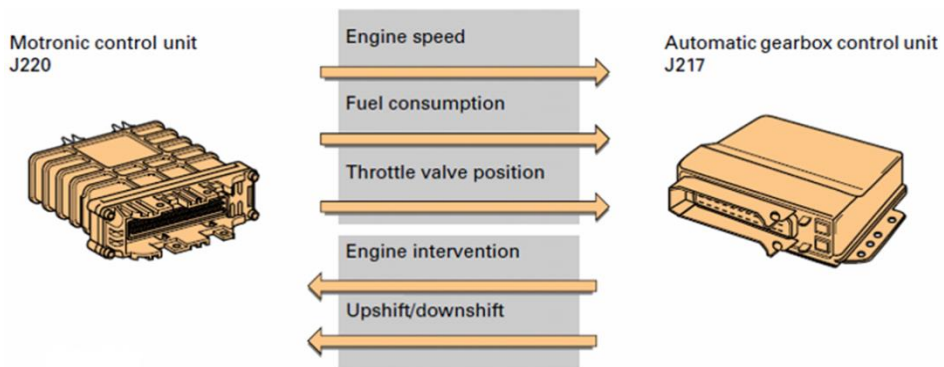 Motronic control unit
J220
Engine speed
Fuel consumption
Throttle valve position
Engine intervention
Upshift/downshift
Automatic gearbox control unit
J217